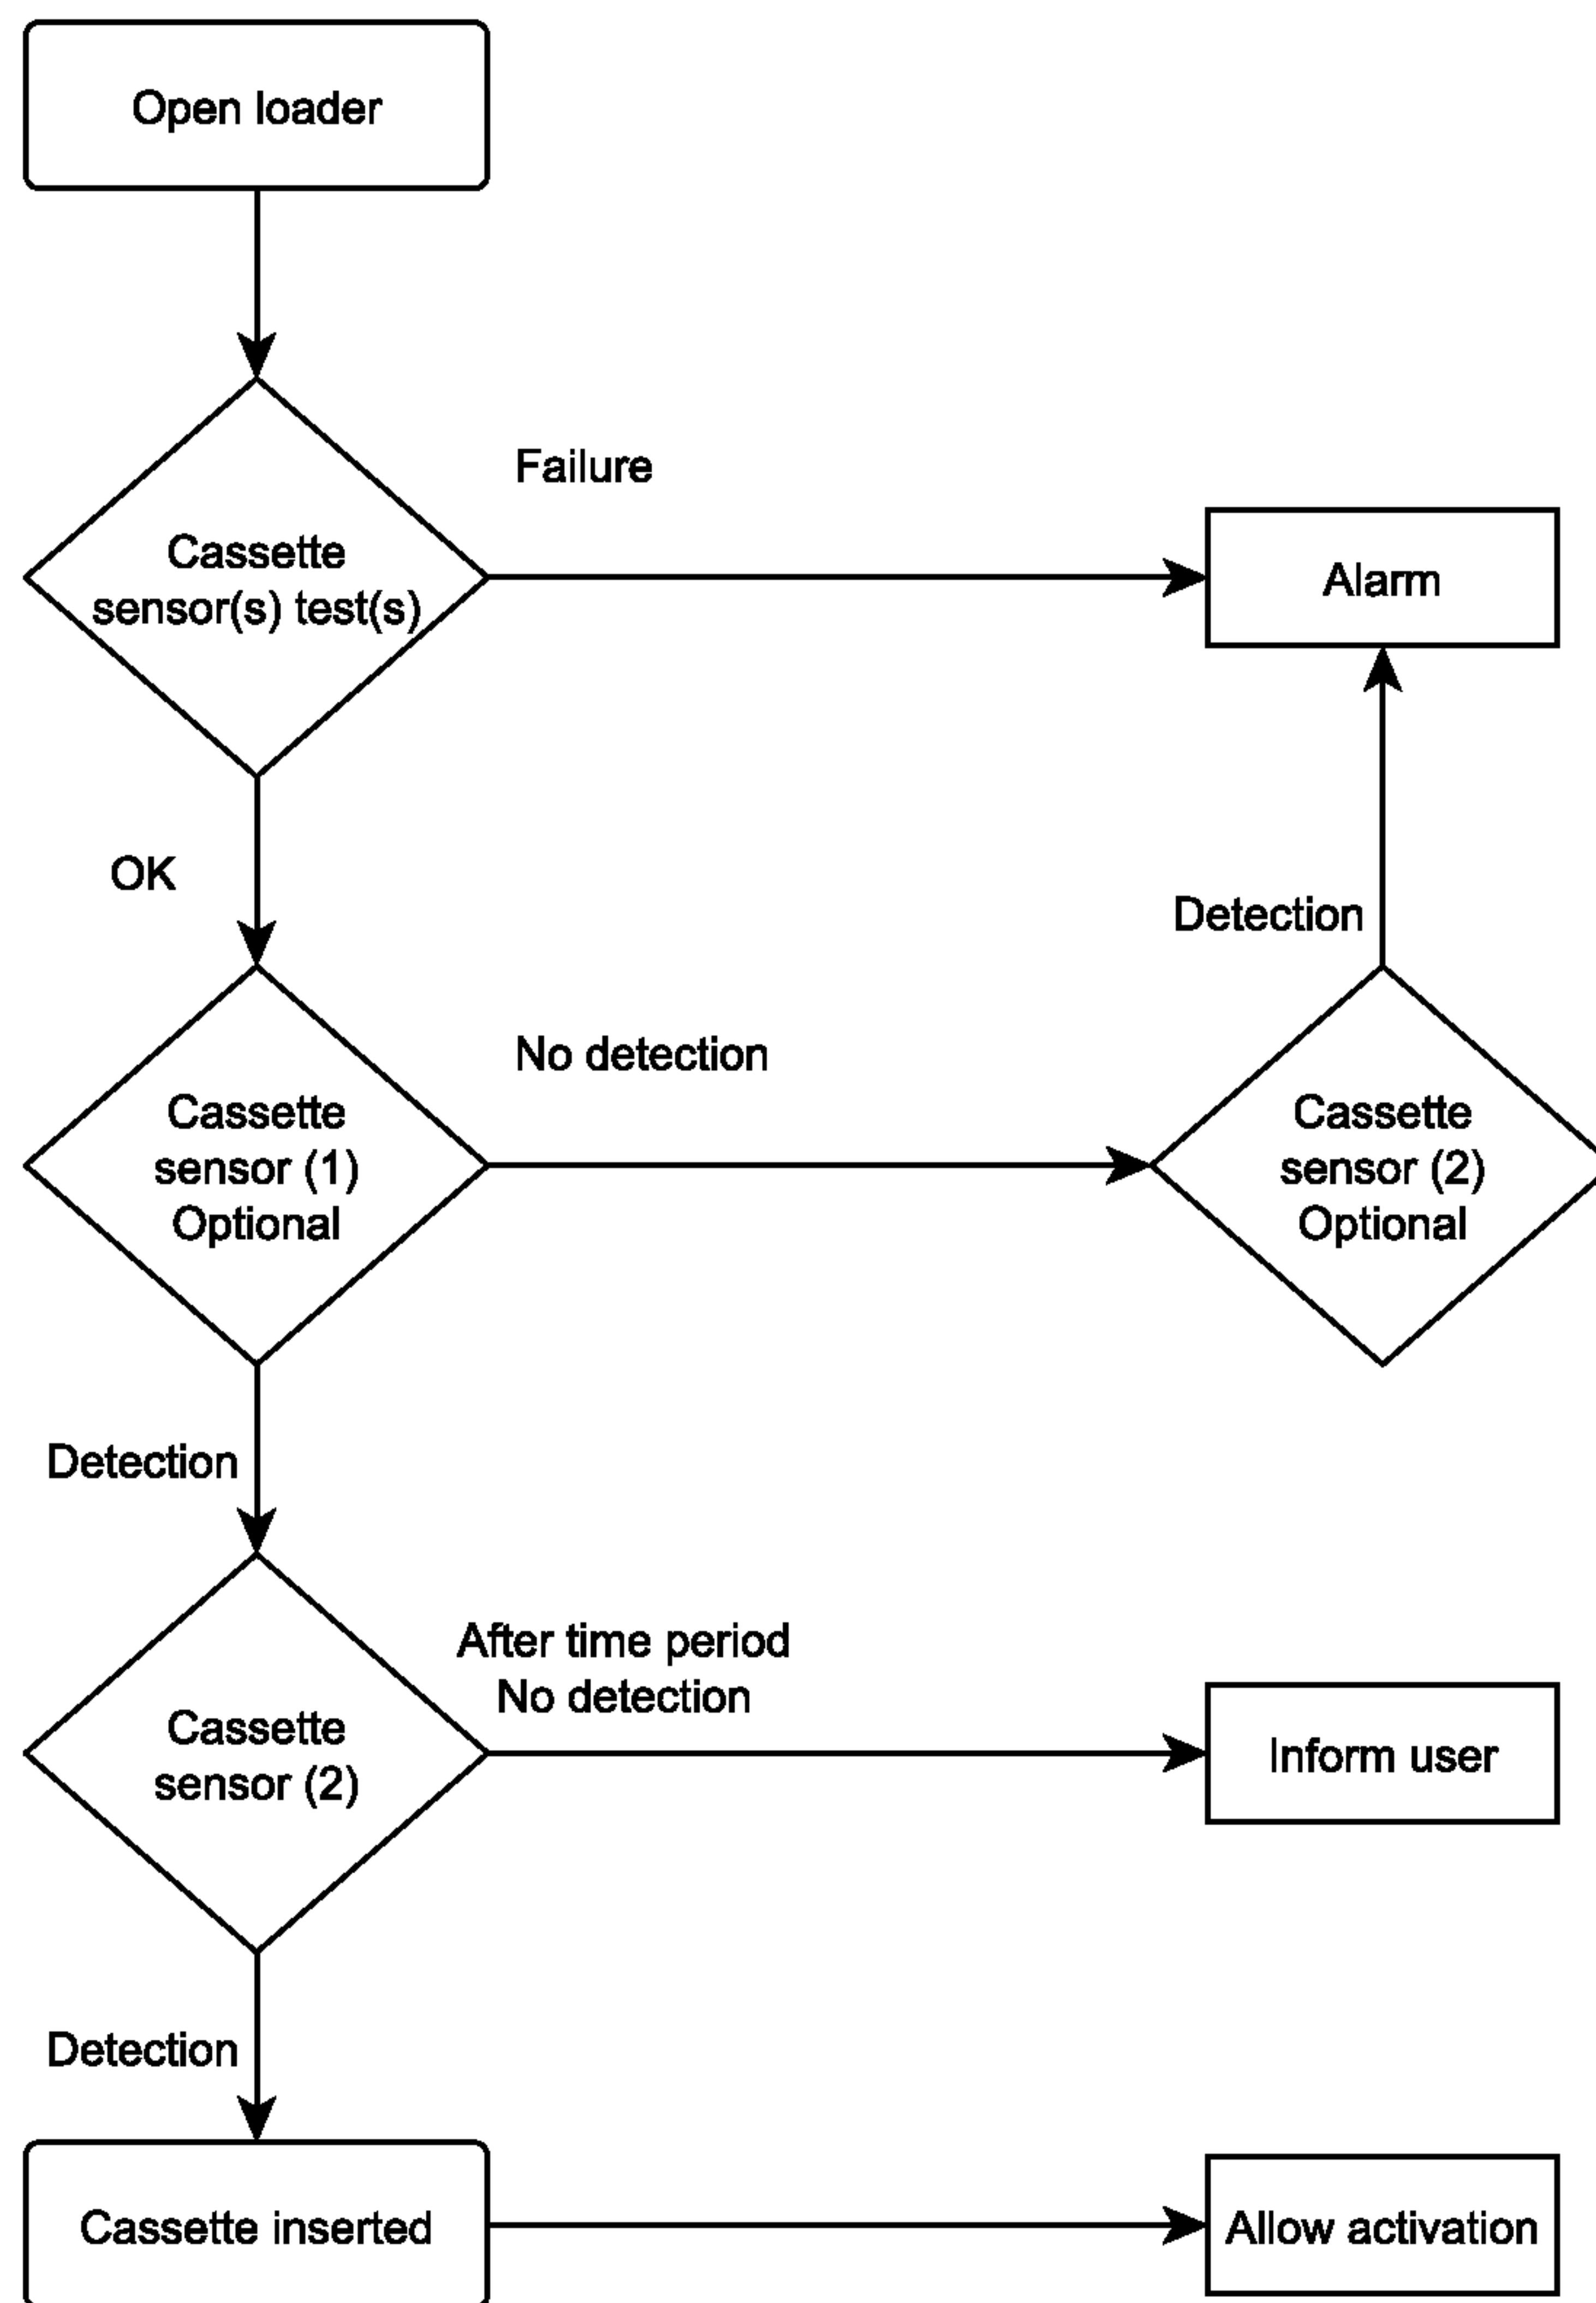 Open loader
Failure
Cassette
sensor(s) test(s)
Alarm
OK
Detection
No detection
Cassette
sensor (1)
Optional
Cassette
sensor (2)
Optional
Detection
After time period
No detection
Cassette
sensor (2)
Inform user
Detection
Cassette inserted
Allow activation